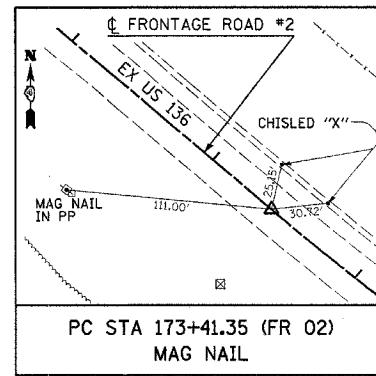 ℄ FRONTAGE ROAD #2
N
EX US 136
CHISLED "X"
25.15'
MAG NAIL
IN PP
111.00'
30.72'
PC STA 173+41.35 (FR 02)
MAG NAIL